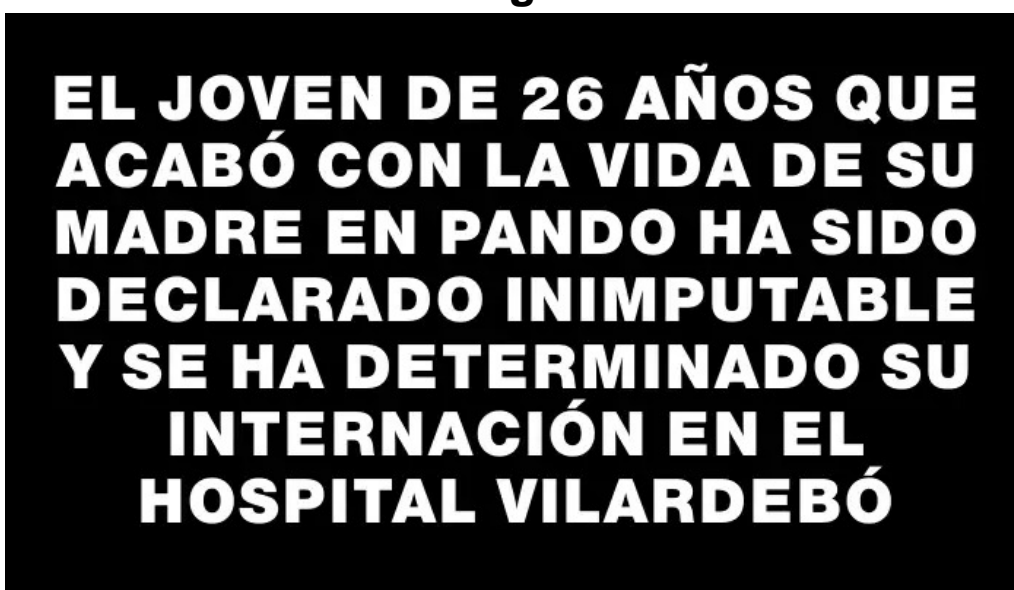 EL JOVEN DE 26 AÑOS QUE
ACABÓ CON LA VIDA DE SU
MADRE EN PANDO HA SIDO
DECLARADO INIMPUTABLE
Y SE HA DETERMINADO SU
INTERNACIÓN EN EL
HOSPITAL VILARDEBÓ